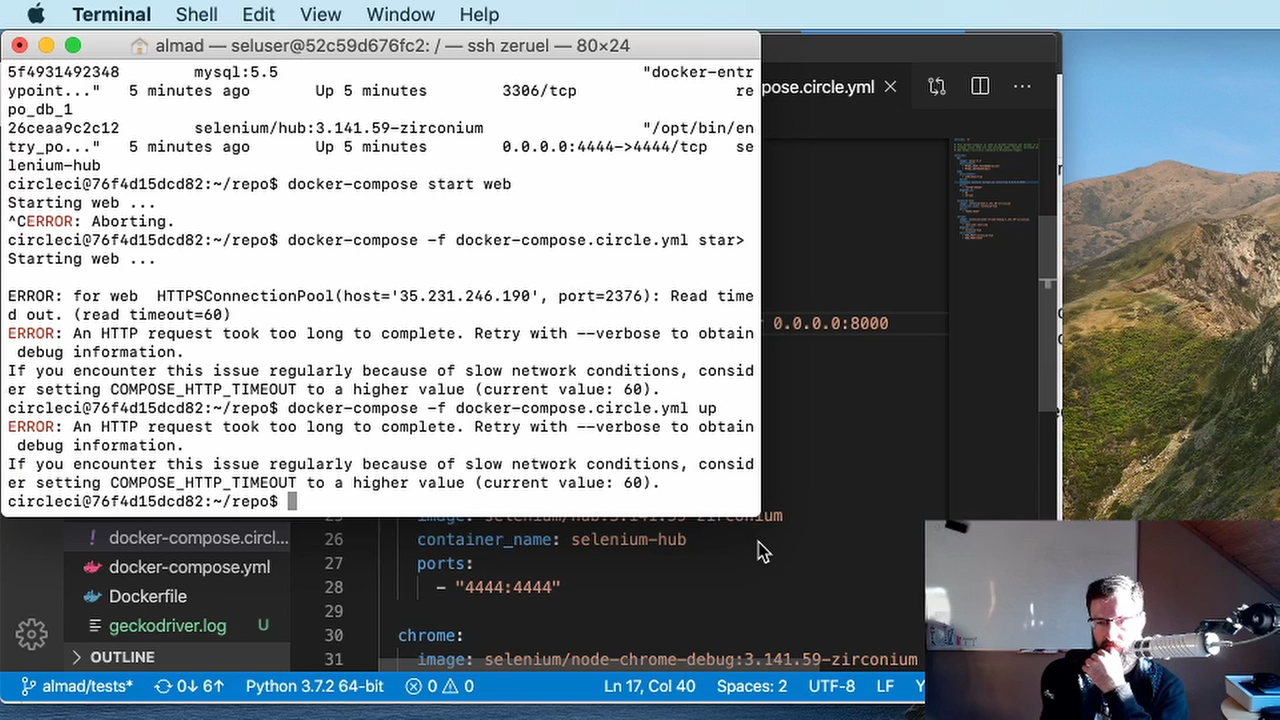 Terminal Shell Edit View Window Help
almad — seluser@52c59d676fc2: / — ssh zeruel — 80×24
5f4931492348 mysql:5.5 "docker-entr
ypoint..." 5 minutes ago Up 5 minutes 3306/tcp re
po_db_1
26ceaa9c2c12 selenium/hub:3.141.59-zirconium "/opt/bin/en
try_po..." 5 minutes ago Up 5 minutes 0.0.0.0:4444->4444/tcp se
lenium-hub
circleci@76f4d15dcd82:~/repo$ docker-compose start web
Starting web ...
^CERROR: Aborting.
circleci@76f4d15dcd82:~/repo$ docker-compose -f docker-compose.circle.yml star>
Starting web ...
ERROR: for web HTTPSConnectionPool(host='35.231.246.190', port=2376): Read time
d out. (read timeout=60)
ERROR: An HTTP request took too long to complete. Retry with --verbose to obtain
debug information.
If you encounter this issue regularly because of slow network conditions, consid
er setting COMPOSE_HTTP_TIMEOUT to a higher value (current value: 60).
circleci@76f4d15dcd82:~/repo$ docker-compose -f docker-compose.circle.yml up
ERROR: An HTTP request took too long to complete. Retry with --verbose to obtain
debug information.
If you encounter this issue regularly because of slow network conditions, consid
er setting COMPOSE_HTTP_TIMEOUT to a higher value (current value: 60).
circleci@76f4d15dcd82:~/repo$
pose.circle.yml
0.0.0.0:8000
image: selenium/hub:3.141.59-zirconium
26 container_name: selenium-hub
27 ports:
28 - "4444:4444"
29
30 chrome:
31 image: selenium/node-chrome-debug:3.141.59-zirconium
! docker-compose.circl...
docker-compose.yml
Dockerfile
geckodriver.log U
OUTLINE
almad/tests* 0↓ 6↑ Python 3.7.2 64-bit 0 0 Ln 17, Col 40 Spaces: 2 UTF-8 LF Y